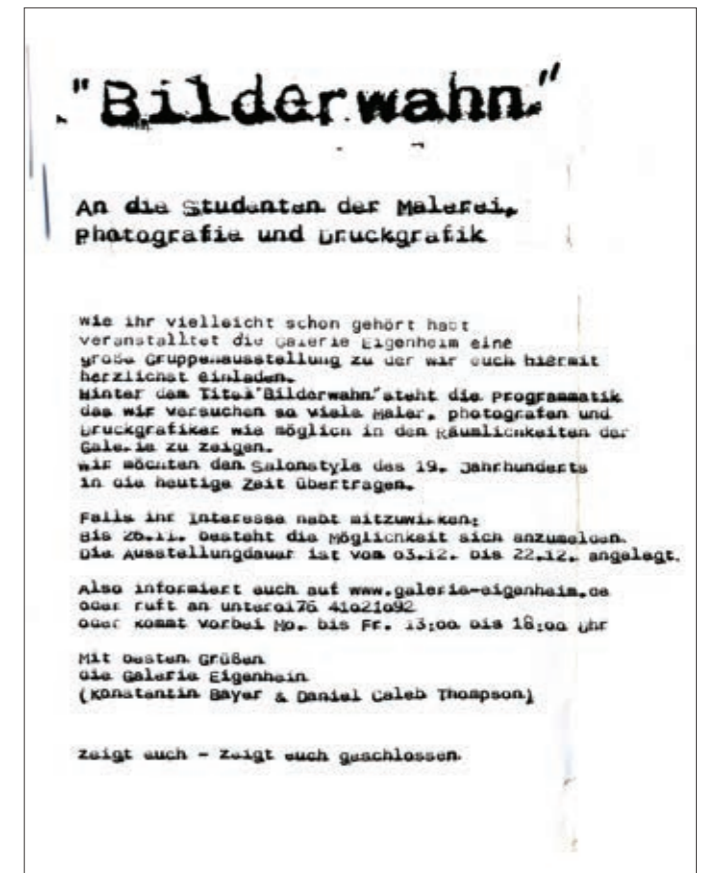 "Bilderwahn"
An die Studenten der Malerei,
Photografie und Druckgrafik
wie ihr vielleicht schon gehört habt
veranstalltet die Galerie Eigenheim eine
große Gruppenausstellung zu der wir euch hiermit
herzlichst einladen.
Hinter dem Titel"Bilderwahn"steht die Programmatik
das wir versuchen so viele Maler, photografen und
Druckgrafiker wie möglich in den Räumlichkeiten der
Galerie zu zeigen.
wir möchten den Salonstyle des 19. Jahrhunderts
in die heutige Zeit übertragen.
Falls ihr Interesse habt mitzuwirken:
Bis 26.11. besteht die Möglichkeit sich anzumelden.
Die Ausstellungdauer ist vom 03.12. bis 22.12. angelegt.
Also informiert euch auf www.galerie-eigenheim.de
oder ruft an unter0176 41021092
oder kommt vorbei Mo. bis Fr. 13:00 bis 18:00 Uhr
Mit besten Grüßen
die Galerie Eigenheim
(Konstantin Bayer & Daniel Caleb Thompson)
Zeigt euch - Zeigt euch geschlossen